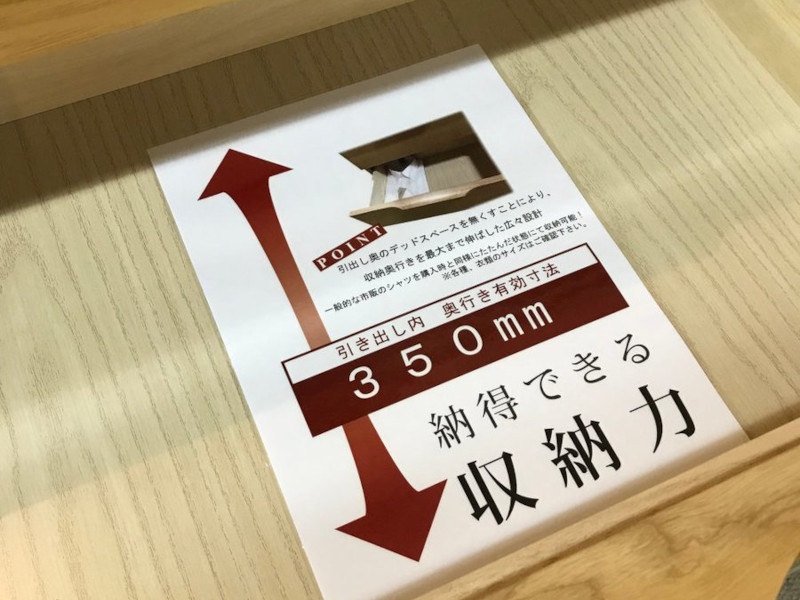 POINT
引出し奥のデッドスペースを無くすことにより、
収納奥行きを最大まで伸ばした広々設計
一般的な市販のシャツを購入時と同様にたたんだ状態にて収納可能！
※各種、衣類のサイズはご確認下さい。
引き出し内 奥行き有効寸法
３５０mm
納得できる
収納力